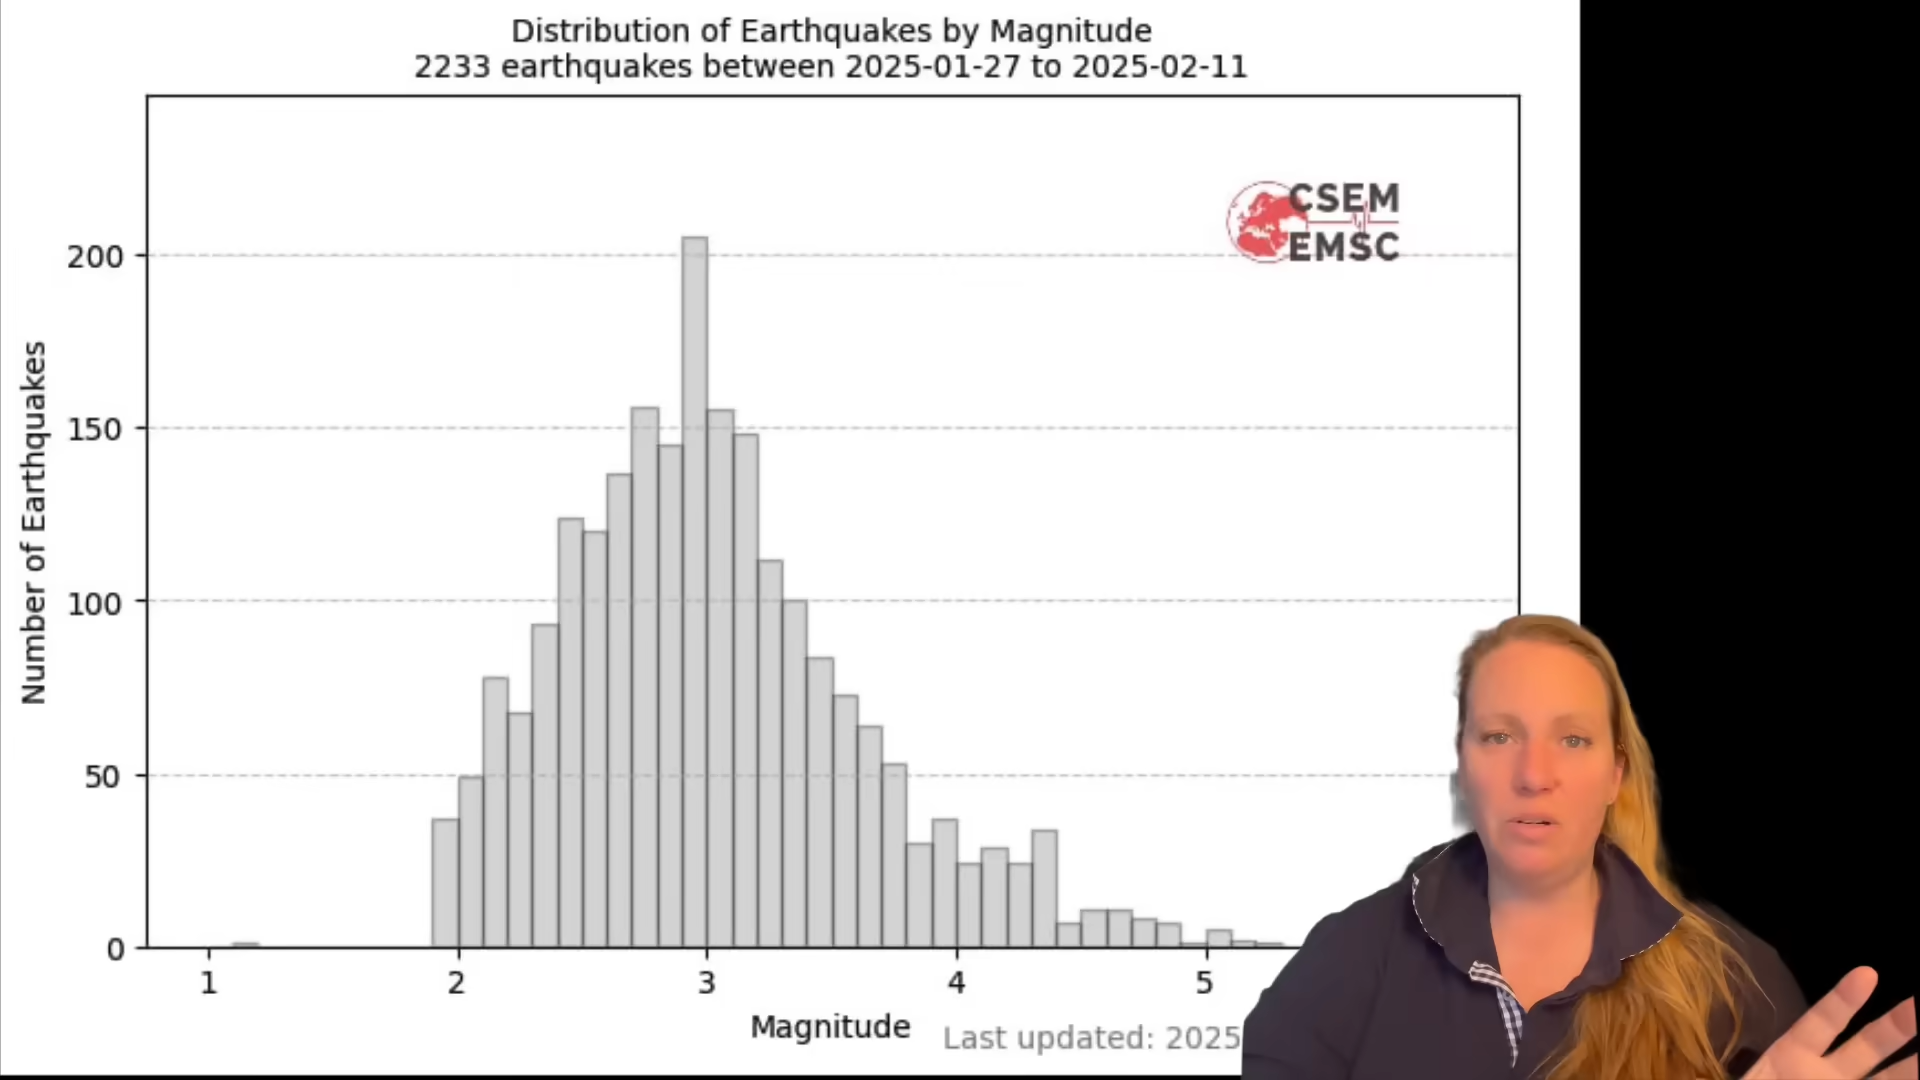 Distribution of Earthquakes by Magnitude
2233 earthquakes between 2025-01-27 to 2025-02-11
CSEM
EMSC
200
150
100
50
0
Number of Earthquakes
1 2 3 4 5
Magnitude
Last updated: 2025